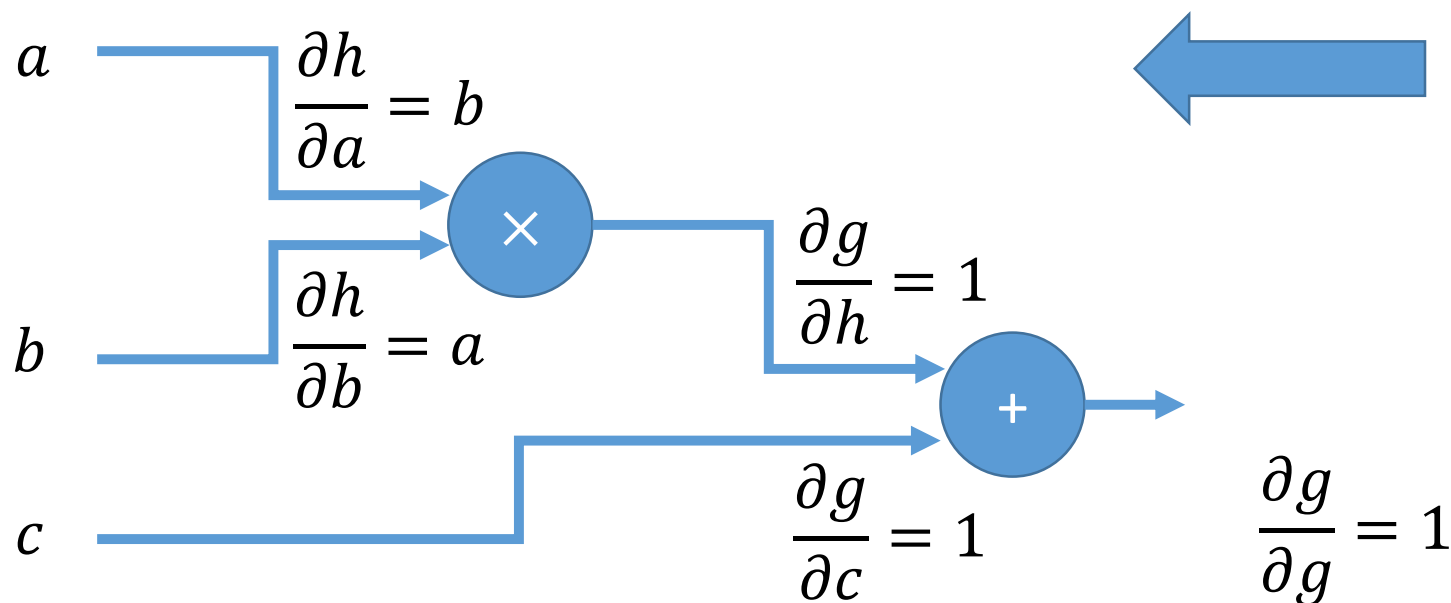 a
∂h/∂a = b
×
b
∂h/∂b = a
∂g/∂h = 1
+
c
∂g/∂c = 1
∂g/∂g = 1